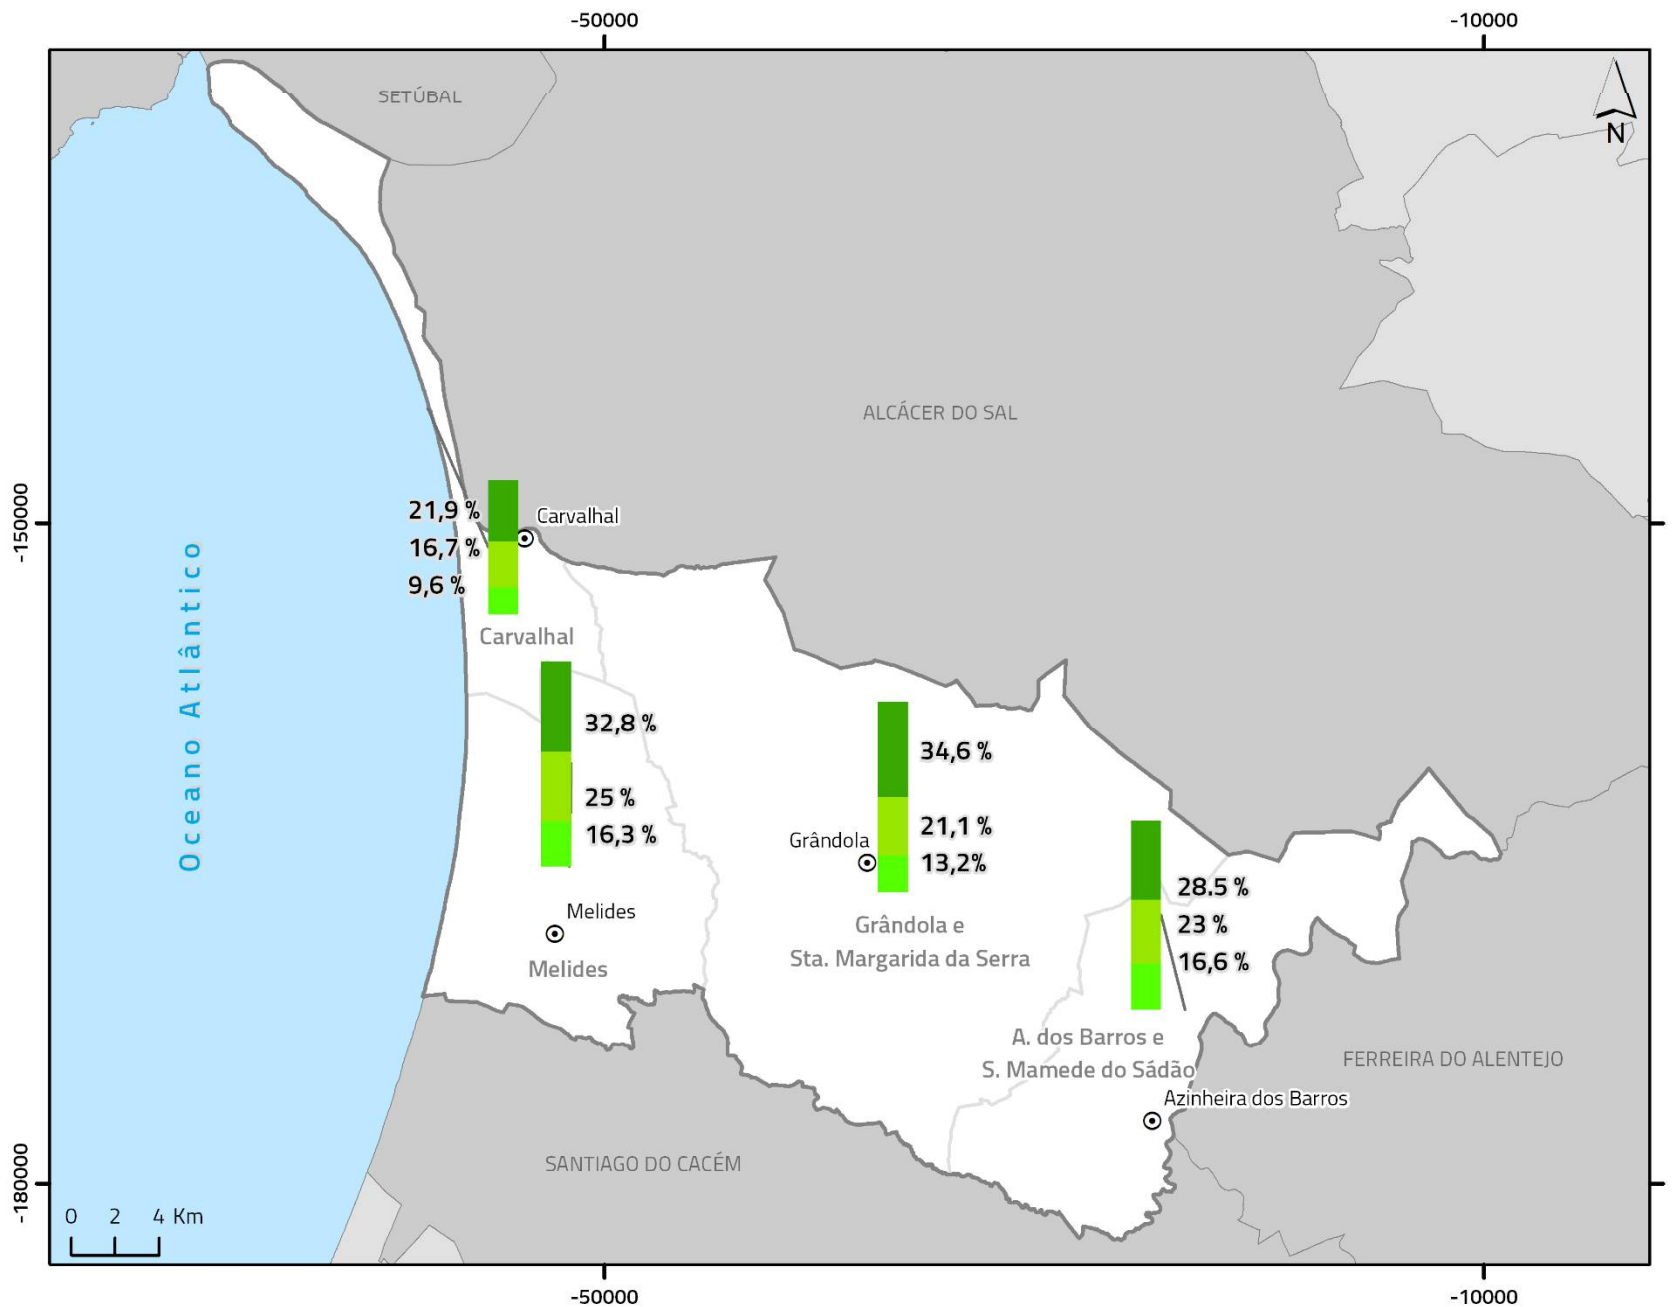 -50000
-10000
SETÚBAL
N
ALCÁCER DO SAL
-150000
21,9 %
Carvalhal
16,7 %
9,6 %
Carvalhal
Oceano Atlântico
32,8 %
25 %
16,3 %
34,6 %
21,1 %
Grândola
13,2%
28.5 %
23 %
16,6 %
Melides
Melides
Grândola e
Sta. Margarida da Serra
A. dos Barros e
S. Mamede do Sádão
FERREIRA DO ALENTEJO
Azinheira dos Barros
SANTIAGO DO CACÉM
-180000
0 2 4 Km
-50000
-10000